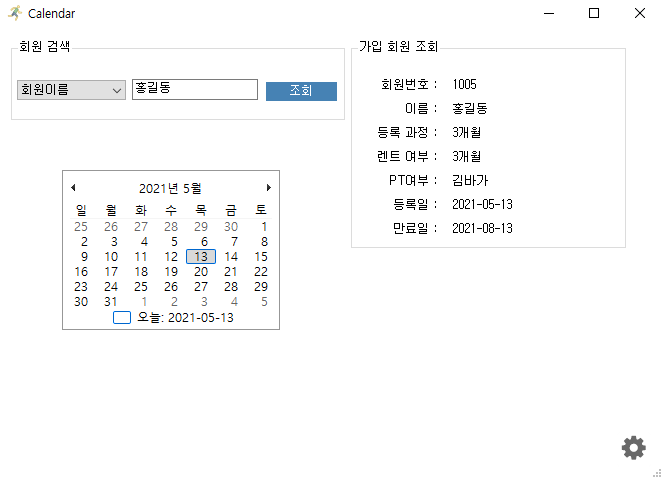 Calendar
회원 검색
회원이름 홍길동 조회
2021년 5월
일 월 화 수 목 금 토
25 26 27 28 29 30 1
2 3 4 5 6 7 8
9 10 11 12 13 14 15
16 17 18 19 20 21 22
23 24 25 26 27 28 29
30 31 1 2 3 4 5
오늘: 2021-05-13
가입 회원 조회
회원번호 : 1005
이름 : 홍길동
등록 과정 : 3개월
렌트 여부 : 3개월
PT여부 : 김바가
등록일 : 2021-05-13
만료일 : 2021-08-13